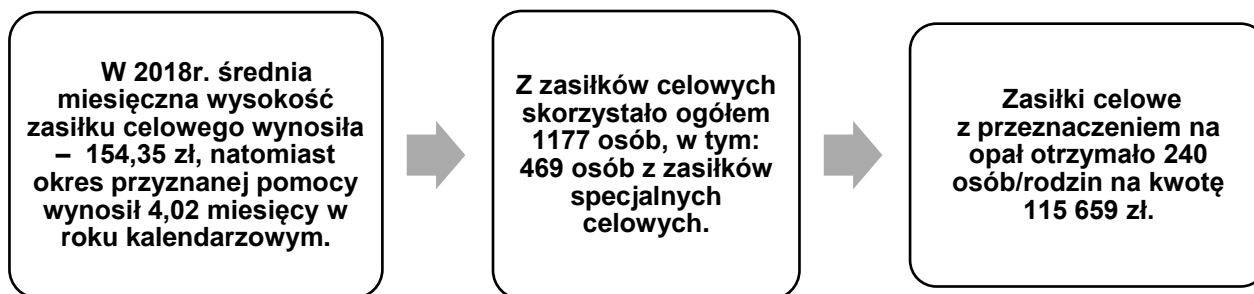 W 2018r. średnia
miesięczna wysokość
zasiłku celowego wynosiła
– 154,35 zł, natomiast
okres przyznanej pomocy
wynosił 4,02 miesięcy w
roku kalendarzowym.
Z zasiłków celowych
skorzystało ogółem
1177 osób, w tym:
469 osób z zasiłków
specjalnych
celowych.
Zasiłki celowe
z przeznaczeniem na
opał otrzymało 240
osób/rodzin na kwotę
115 659 zł.